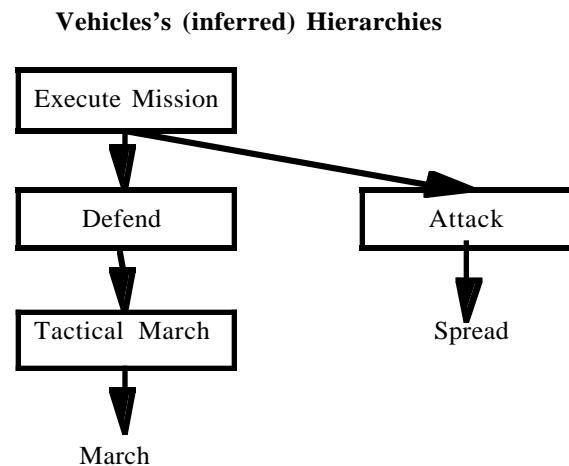 Vehicles's (inferred) Hierarchies
Execute Mission
Defend
Attack
Tactical March
Spread
March